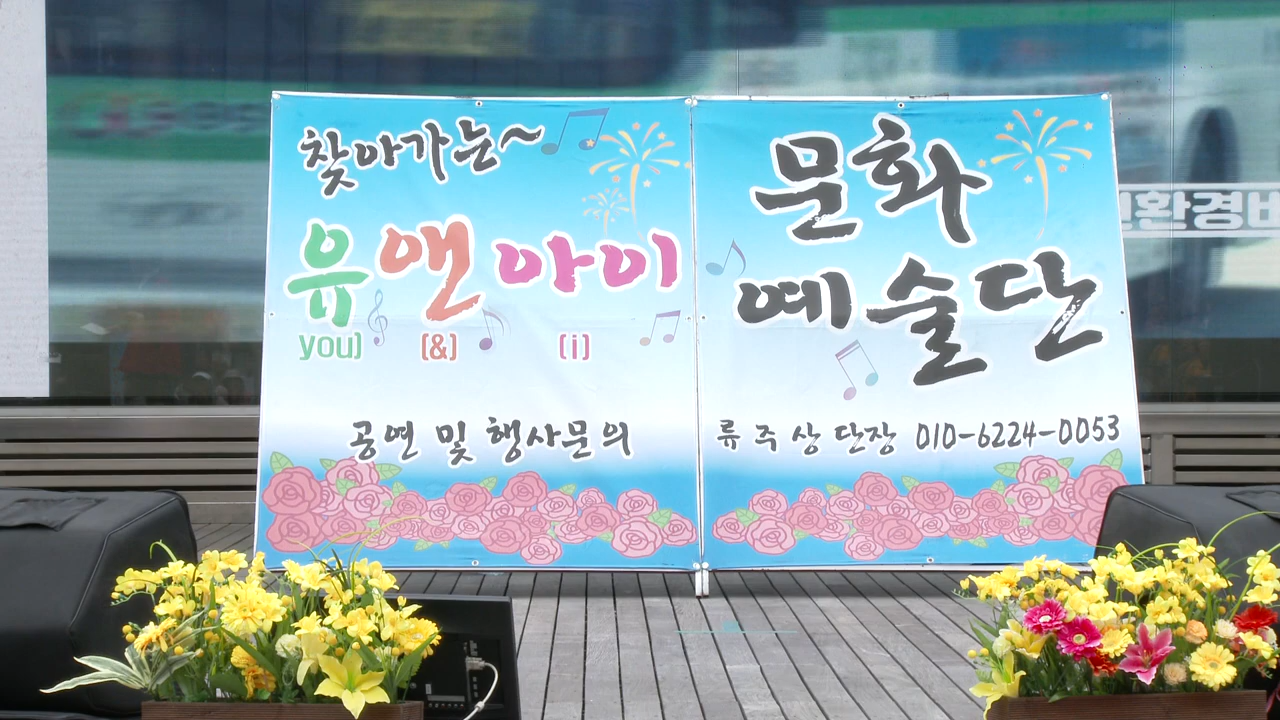 찾아가는~
유앤아이
you) (&) (i)
공연 및 행사문의
문화
예술단
류주상 단장 010-6224-0053
환경